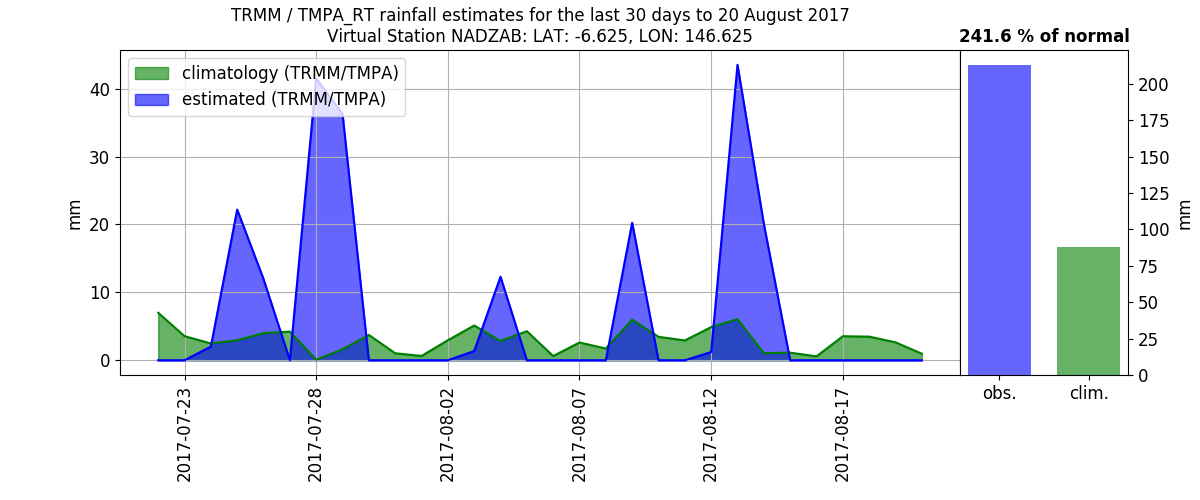 TRMM / TMPA_RT rainfall estimates for the last 30 days to 20 August 2017
Virtual Station NADZAB: LAT: -6.625, LON: 146.625
241.6 % of normal
climatology (TRMM/TMPA)
estimated (TRMM/TMPA)
40
30
20
10
0
mm
2017-07-23
2017-07-28
2017-08-02
2017-08-07
2017-08-12
2017-08-17
200
175
150
125
100
75
50
25
0
mm
obs.
clim.